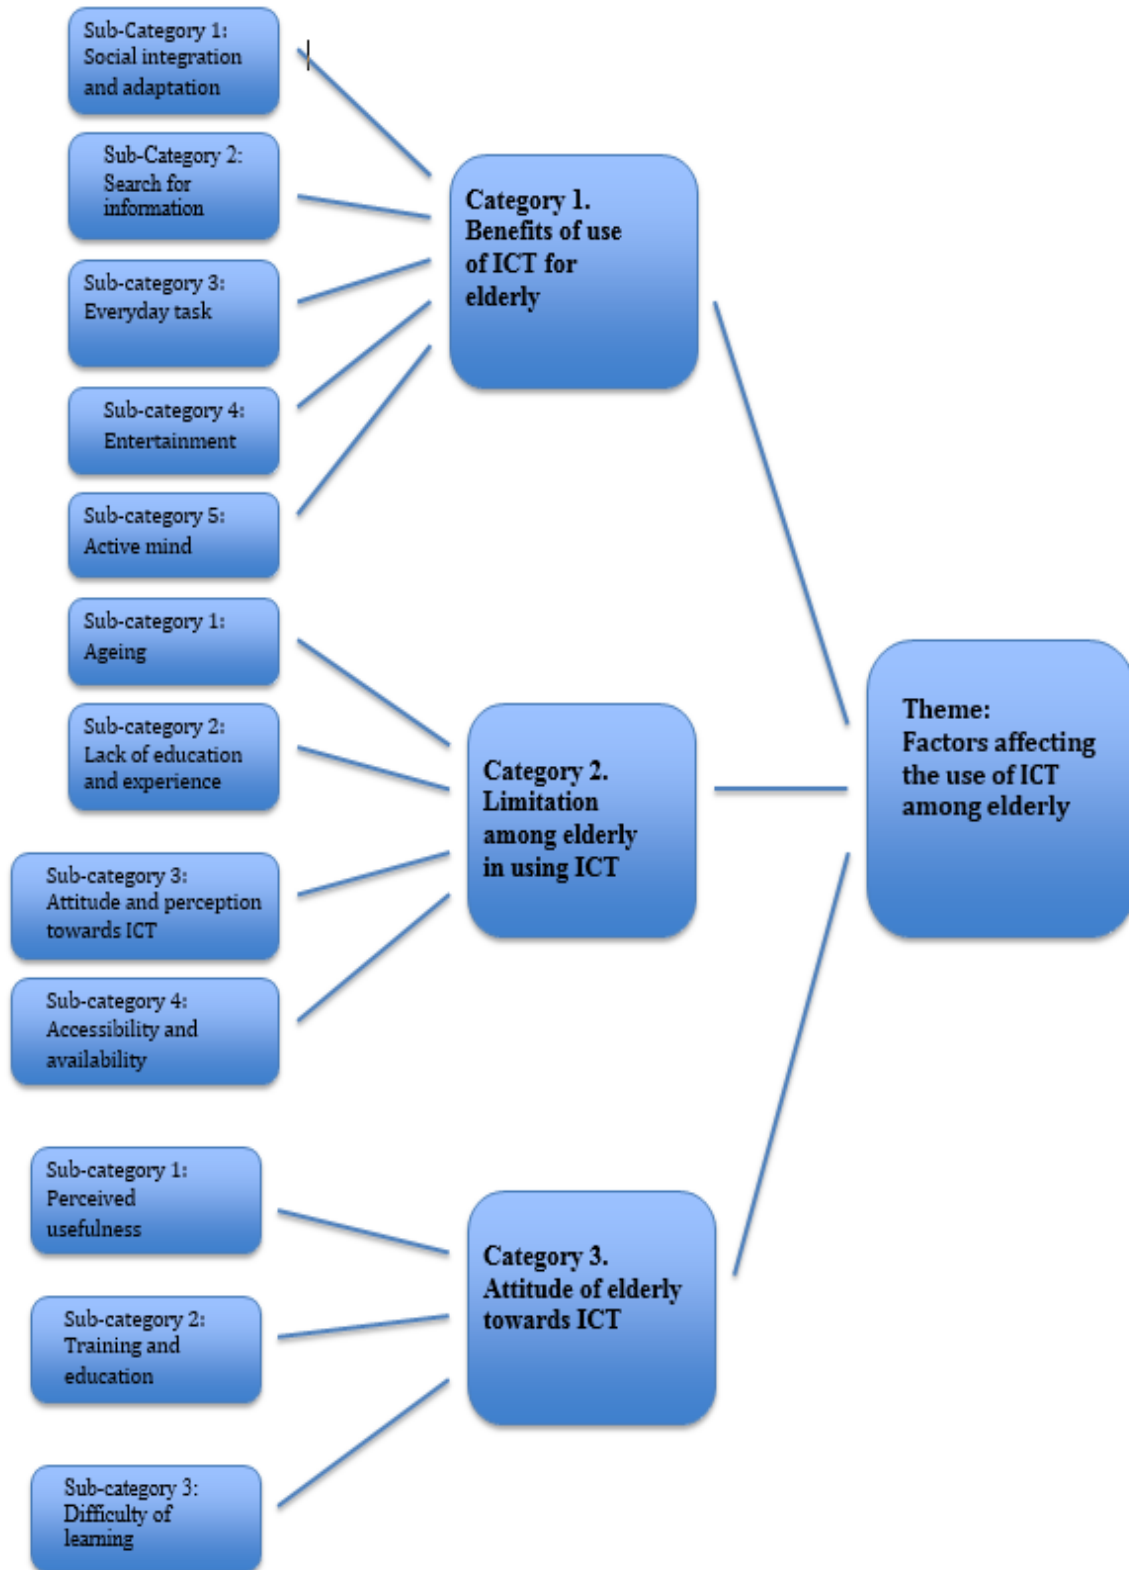 Sub-Category 1:
Social integration
and adaptation
Sub-Category 2:
Search for
information
Sub-category 3:
Everyday task
Sub-category 4:
Entertainment
Sub-category 5:
Active mind
Category 1.
Benefits of use
of ICT for
elderly
Sub-category 1:
Ageing
Sub-category 2:
Lack of education
and experience
Sub-category 3:
Attitude and perception
towards ICT
Sub-category 4:
Accessibility and
availability
Category 2.
Limitation
among elderly
in using ICT
Sub-category 1:
Perceived
usefulness
Sub-category 2:
Training and
education
Sub-category 3:
Difficulty of
learning
Category 3.
Attitude of elderly
towards ICT
Theme:
Factors affecting
the use of ICT
among elderly